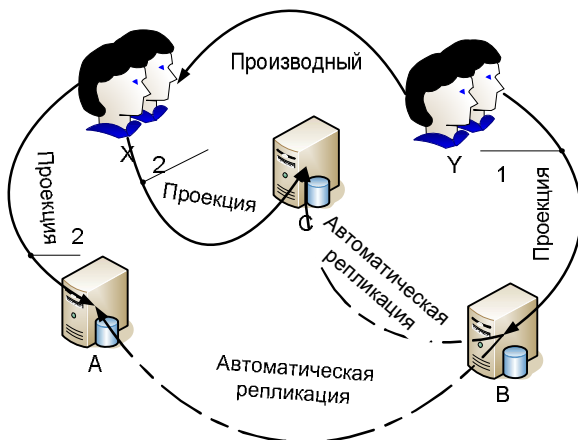 Производный
X
Y
2
1
Проекция
Проекция
Проекция
C
2
Автоматическая
репликация
A
B
Автоматическая
репликация